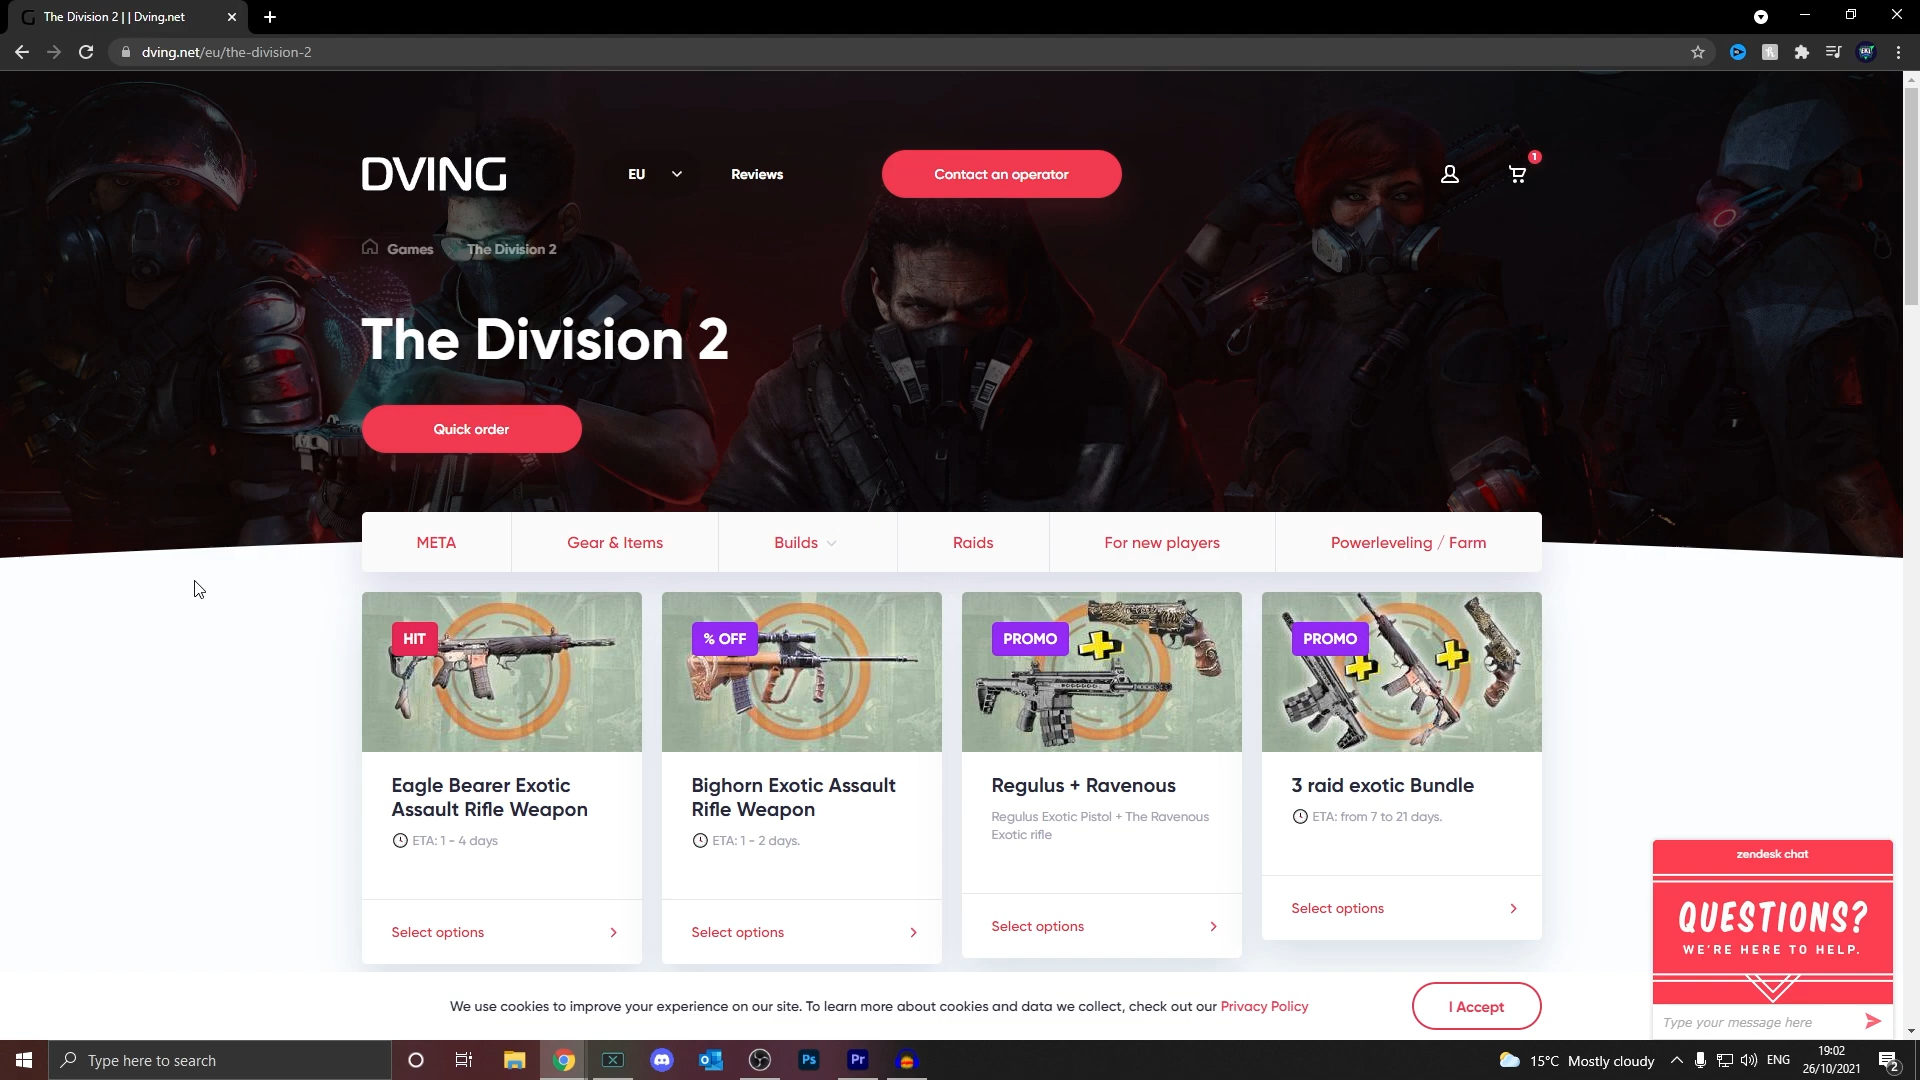 The Division 2 | | Dving.net
dving.net/eu/the-division-2
DVING
EU
Reviews
Contact an operator
1
Games
The Division 2
The Division 2
Quick order
META
Gear & Items
Builds
Raids
For new players
Powerleveling / Farm
HIT
% OFF
PROMO
PROMO
Eagle Bearer Exotic
Assault Rifle Weapon
ETA: 1 - 4 days
Select options
Bighorn Exotic Assault
Rifle Weapon
ETA: 1 - 2 days.
Select options
Regulus + Ravenous
Regulus Exotic Pistol + The Ravenous
Exotic rifle
Select options
3 raid exotic Bundle
ETA: from 7 to 21 days.
Select options
zendesk chat
QUESTIONS?
WE'RE HERE TO HELP.
Type your message here
We use cookies to improve your experience on our site. To learn more about cookies and data we collect, check out our Privacy Policy
I Accept
Type here to search
Ps
Pr
15°C Mostly cloudy
ENG
19:02
26/10/2021
2